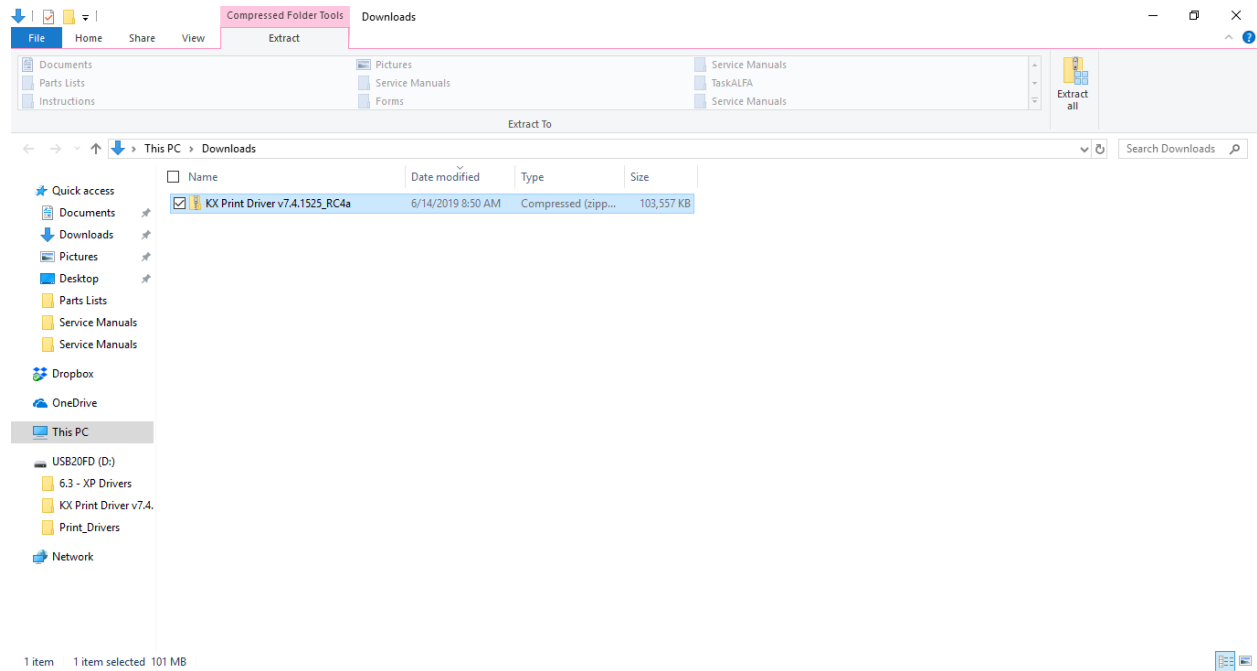 Compressed Folder Tools Downloads
File Home Share View Extract
Documents Pictures Service Manuals
Parts Lists Service Manuals TaskALFA
Instructions Forms Service Manuals
Extract all
Extract To
This PC > Downloads Search Downloads
Name Date modified Type Size
KX Print Driver v7.4.1525_RC4a 6/14/2019 8:50 AM Compressed (zipp... 103,557 KB
Quick access
Documents
Downloads
Pictures
Desktop
Parts Lists
Service Manuals
Service Manuals
Dropbox
OneDrive
This PC
USB20FD (D:)
6.3 - XP Drivers
KX Print Driver v7.4.
Print_Drivers
Network
1 item 1 item selected 101 MB